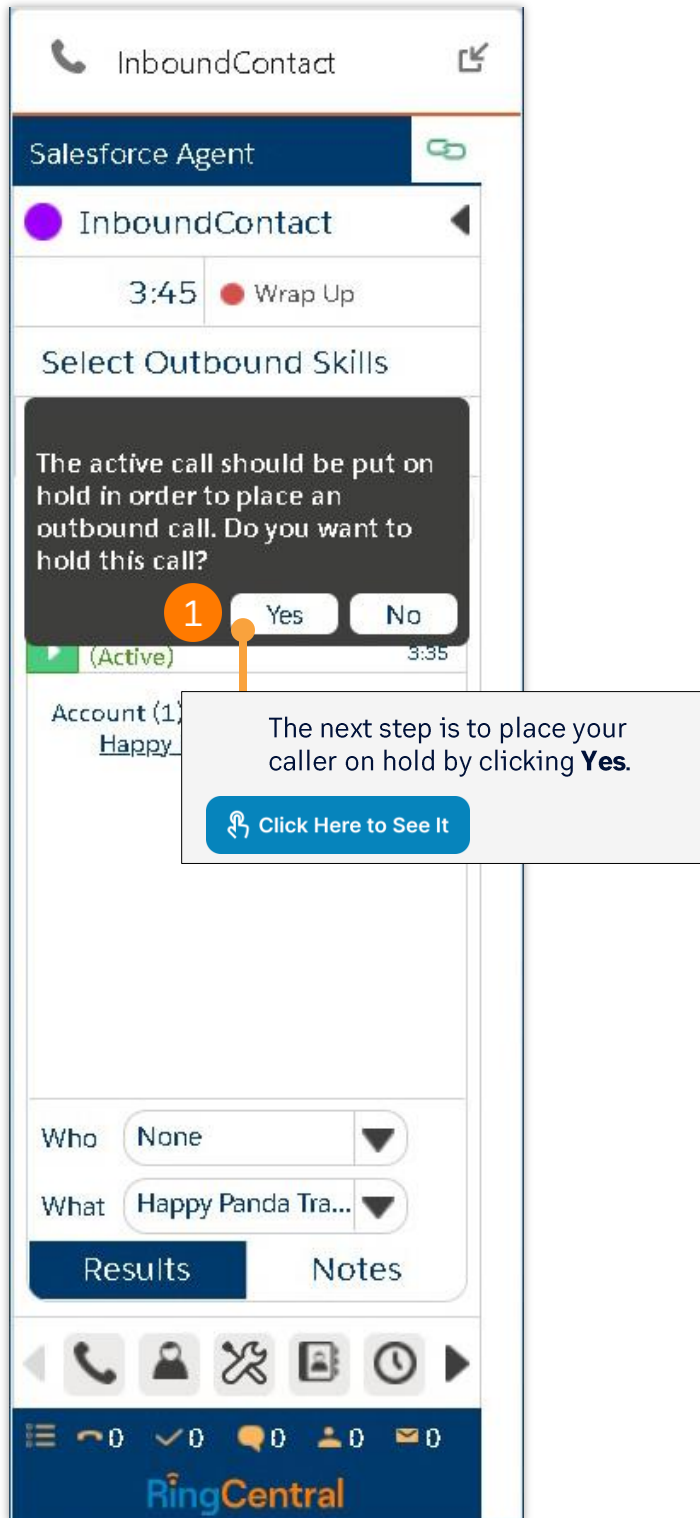 InboundContact
Salesforce Agent
InboundContact
3:45 Wrap Up
Select Outbound Skills
The active call should be put on
hold in order to place an
outbound call. Do you want to
hold this call?
1 Yes No
(Active) 3:35
Account (1)
Happy
The next step is to place your
caller on hold by clicking Yes.
Click Here to See It
Who None
What Happy Panda Tra...
Results Notes
0 0 0 0 0
RingCentral